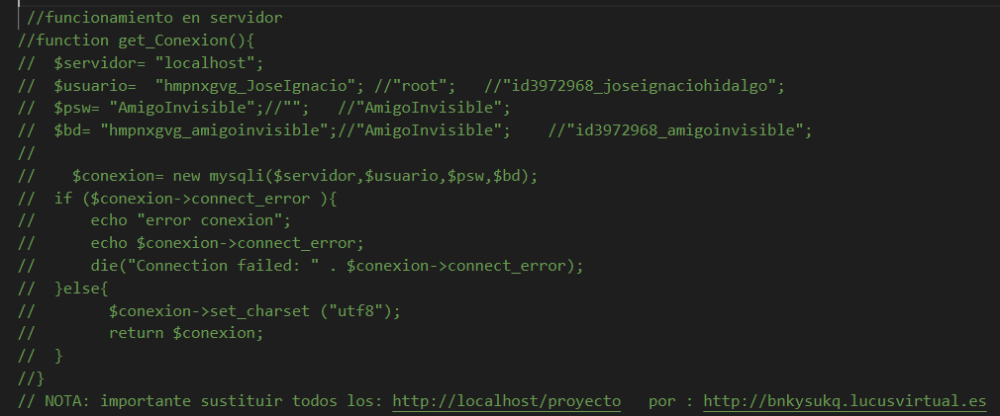 //funcionamiento en servidor
//function get_Conexion(){
//  $servidor= "localhost";
//  $usuario=  "hmpnxgvg_JoseIgnacio"; //"root";   //"id3972968_joseignaciohidalgo";
//  $psw= "AmigoInvisible";//"";   //"AmigoInvisible";
//  $bd= "hmpnxgvg_amigoinvisible";//"AmigoInvisible";    //"id3972968_amigoinvisible";
//
//    $conexion= new mysqli($servidor,$usuario,$psw,$bd);
//  if ($conexion->connect_error ){
//      echo "error conexion";
//      echo $conexion->connect_error;
//      die("Connection failed: " . $conexion->connect_error);
//  }else{
//        $conexion->set_charset ("utf8");
//        return $conexion;
//  }
//}
// NOTA: importante sustituir todos los: http://localhost/proyecto   por : http://bnkysukq.lucusvirtual.es